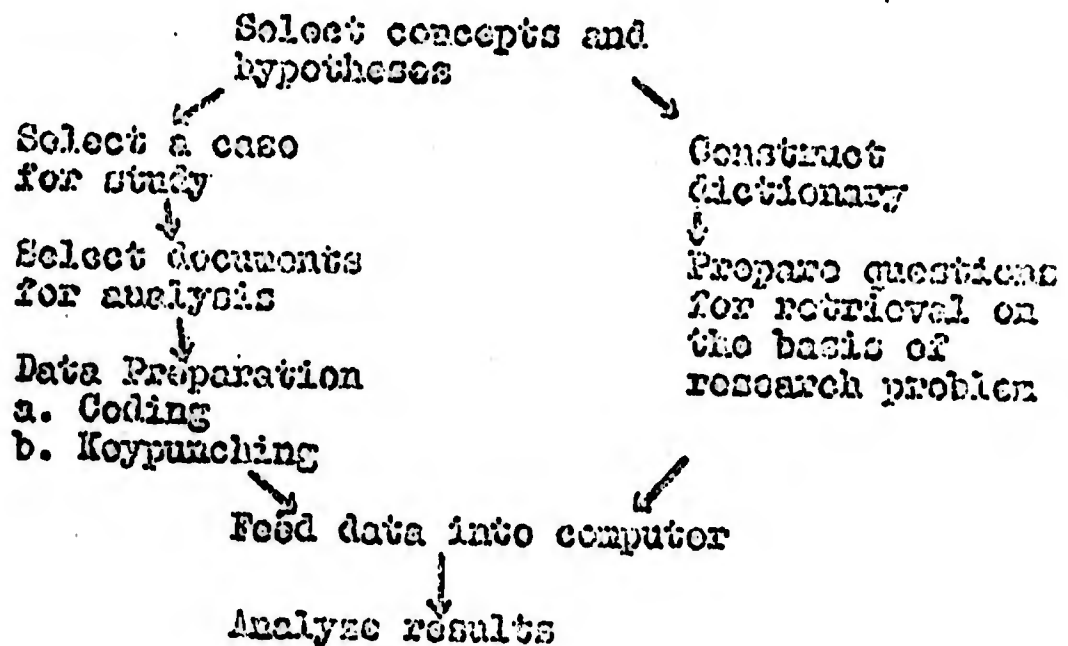 Select concepts and
hypotheses
Select a case
for study
Construct
dictionary
Select documents
for analysis
Prepare questions
for retrieval on
the basis of
research problem
Data Preparation
a. Coding
b. Keypunching
Feed data into computer
Analyze results